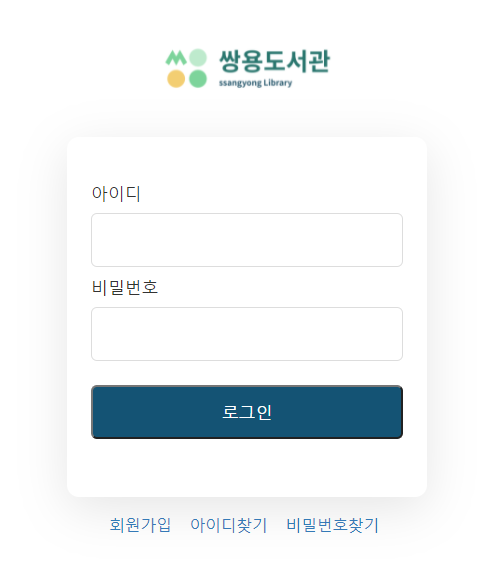 쌍용도서관
ssangyong Library
아이디
비밀번호
로그인
회원가입 아이디찾기 비밀번호찾기